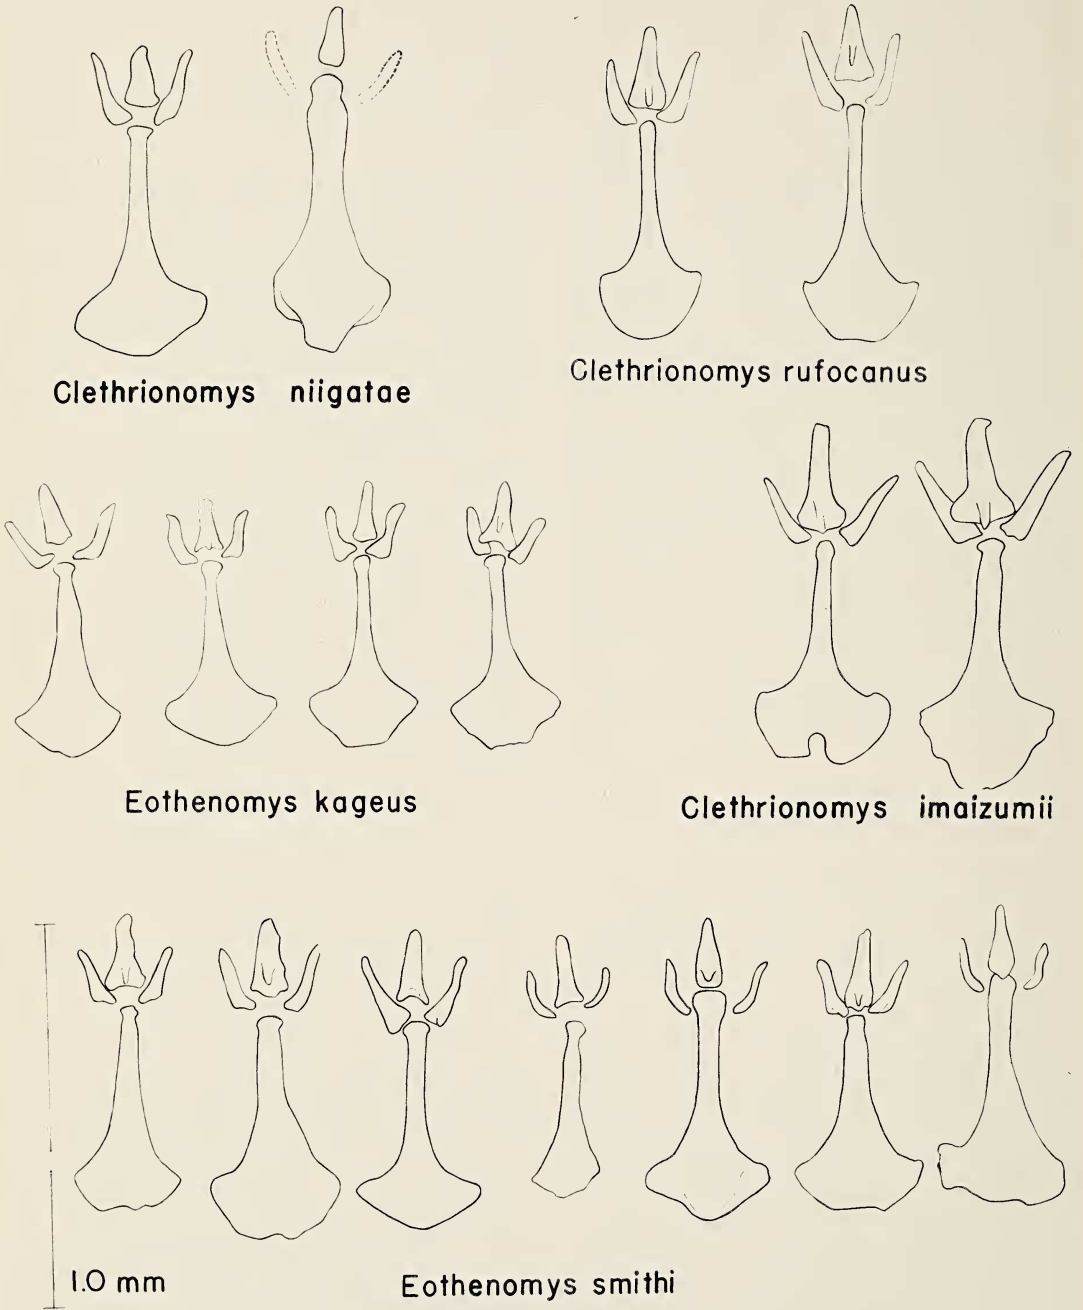 Clethrionomys niigatae
Clethrionomys rufocanus
Eothenomys kageus
Clethrionomys imaizumii
1.0 mm
Eothenomys smithi